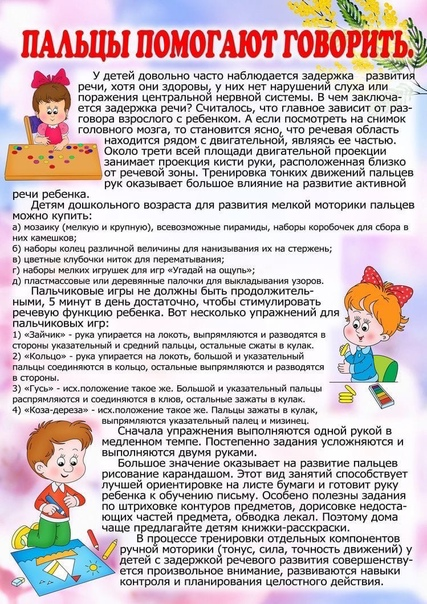 ПАЛЬЦЫ ПОМОГАЮТ ГОВОРИТЬ.
У детей довольно часто наблюдается задержка развития
речи, хотя они здоровы, у них нет нарушений слуха или
поражения центральной нервной системы. В чем заключа-
ется задержка речи? Считалось, что главное зависит от раз-
говора взрослого с ребенком. А если посмотреть на снимок
головного мозга, то становится ясно, что речевая область
находится рядом с двигательной, являясь ее частью.
Около трети всей площади двигательной проекции
занимает проекция кисти руки, расположенная близко
от речевой зоны. Тренировка тонких движений пальцев
рук оказывает большое влияние на развитие активной
речи ребенка.
Детям дошкольного возраста для развития мелкой моторики пальцев
можно купить:
а) мозаику (мелкую и крупную), всевозможные пирамиды, наборы коробочек для сбора в
них камешков;
б) наборы колец различной величины для нанизывания их на стержень;
в) цветные клубочки ниток для перематывания;
г) наборы мелких игрушек для игр «Угадай на ощупь»;
д) пластмассовые или деревянные палочки для выкладывания узоров.
Пальчиковые игры не должны быть продолжитель-
ными, 5 минут в день достаточно, чтобы стимулировать
речевую функцию ребенка. Вот несколько упражнений для
пальчиковых игр:
1) «Зайчик» - рука упирается на локоть, выпрямляются и разводятся в
стороны указательный и средний пальцы, остальные сжаты в кулак.
2) «Кольцо» - рука упирается на локоть, большой и указательный
пальцы соединяются в кольцо, остальные выпрямляются и разводятся
в стороны.
3) «Гусь» - исх.положение такое же. Большой и указательный пальцы
распрямляются и соединяются в клюв, остальные зажаты в кулак.
4) «Коза-дереза» - исх.положение такое же. Пальцы зажаты в кулак,
выпрямляются указательный палец и мизинец.
Сначала упражнения выполняются одной рукой в
медленном темпе. Постепенно задания усложняются и
выполняются двумя руками.
Большое значение оказывает на развитие пальцев
рисование карандашом. Этот вид занятий способствует
лучшей ориентировке на листе бумаги и готовит руку
ребенка к обучению письму. Особено полезны задания
по штриховке контуров предметов, дорисовке недоста-
ющих частей предмета, обводка лекал. Поэтому дома
чаще предлагайте детям книжки-расскраски.
В процессе тренировки отдельных компонентов
ручной моторики (тонус, сила, точность движений) у
детей с задержкой речевого развития совершенству-
ется произвольное внимание, развиваются навыки
контроля и планирования целостного действия.